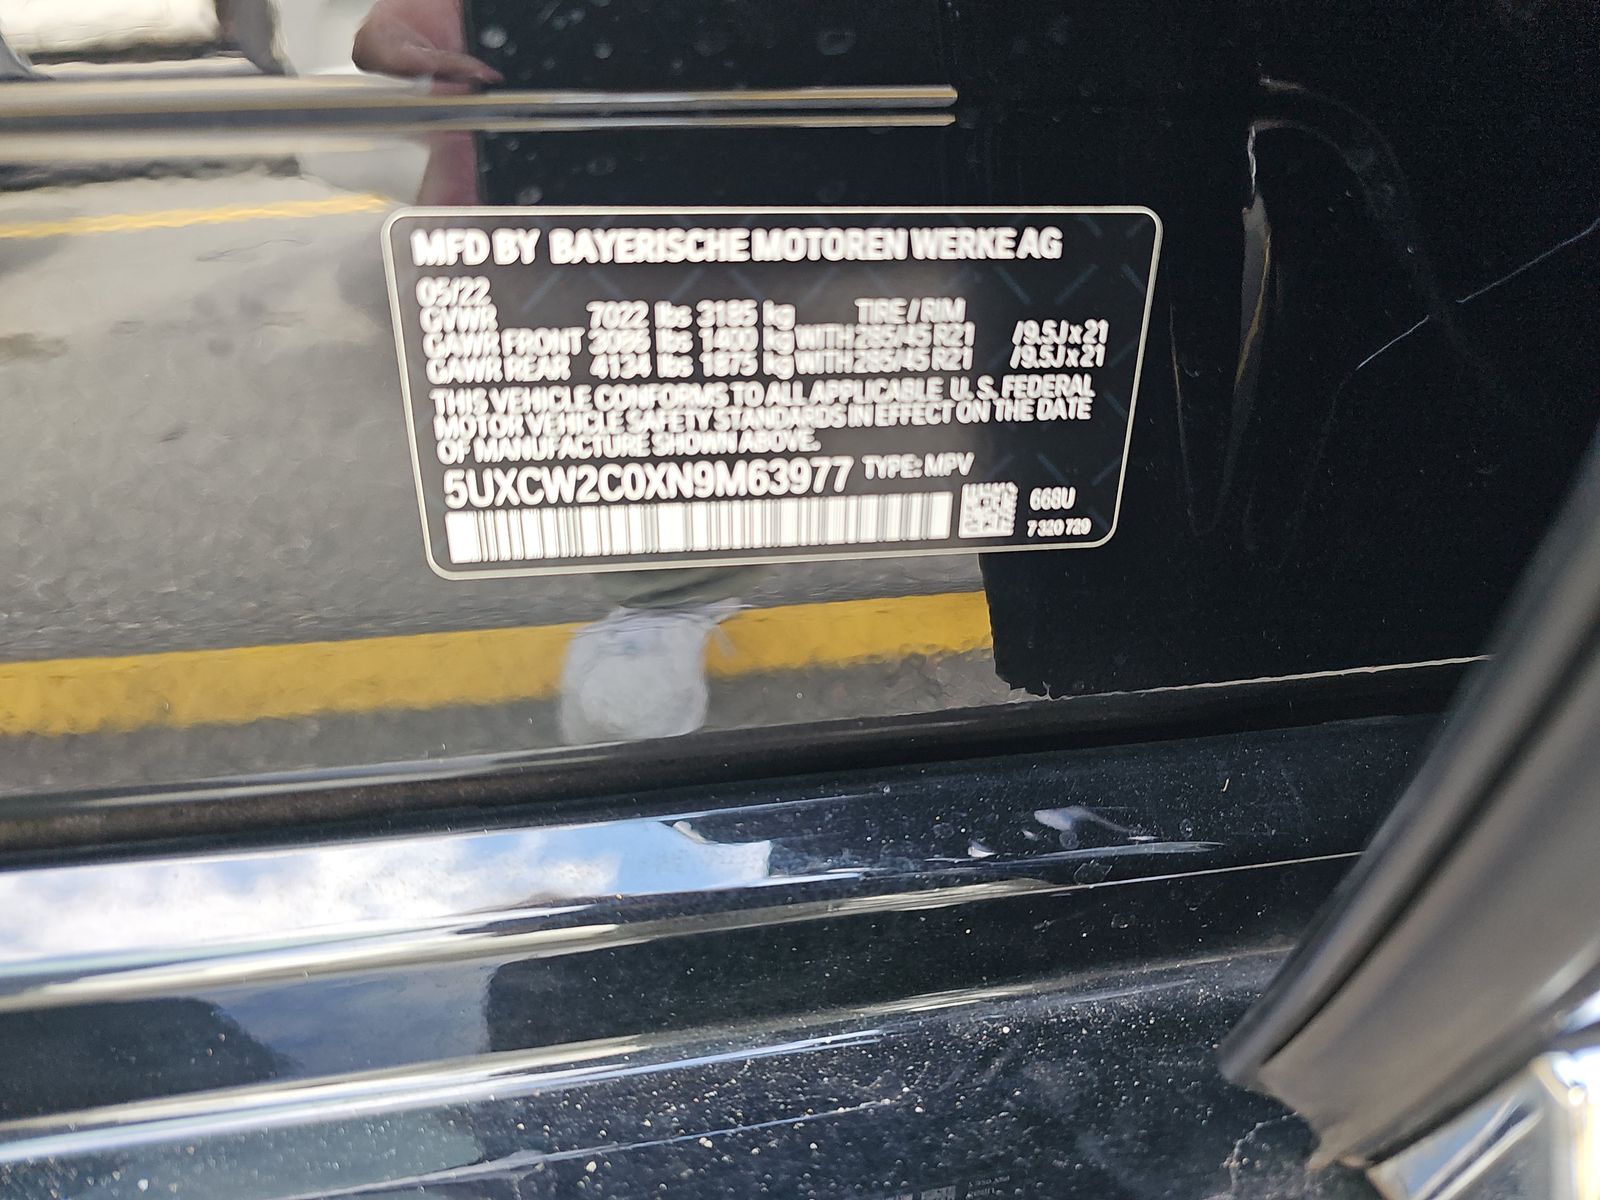 MFD BY BAYERISCHE MOTOREN WERKE AG
05/22
GVWR 7022 lbs 3185 kg TIRE / RIM
GAWR FRONT 3086 lbs 1400 kg WITH 285/45 R21 /9.5J x 21
GAWR REAR 4134 lbs 1875 kg WITH 285/45 R21 /9.5J x 21
THIS VEHICLE CONFORMS TO ALL APPLICABLE U.S. FEDERAL
MOTOR VEHICLE SAFETY STANDARDS IN EFFECT ON THE DATE
OF MANUFACTURE SHOWN ABOVE.
5UXCW2C0XN9M63977 TYPE: MPV
668U
7 320 729